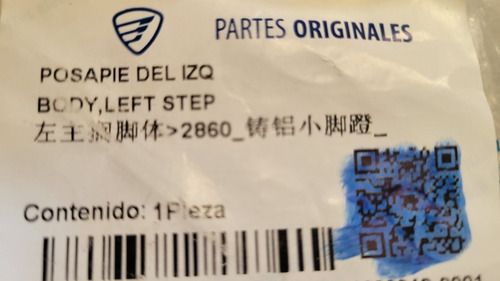 PARTES ORIGINALES
POSAPIE DEL IZQ
BODY,LEFT STEP
左主搁脚体>2860_铸铝小脚蹬_
Contenido: 1Pieza